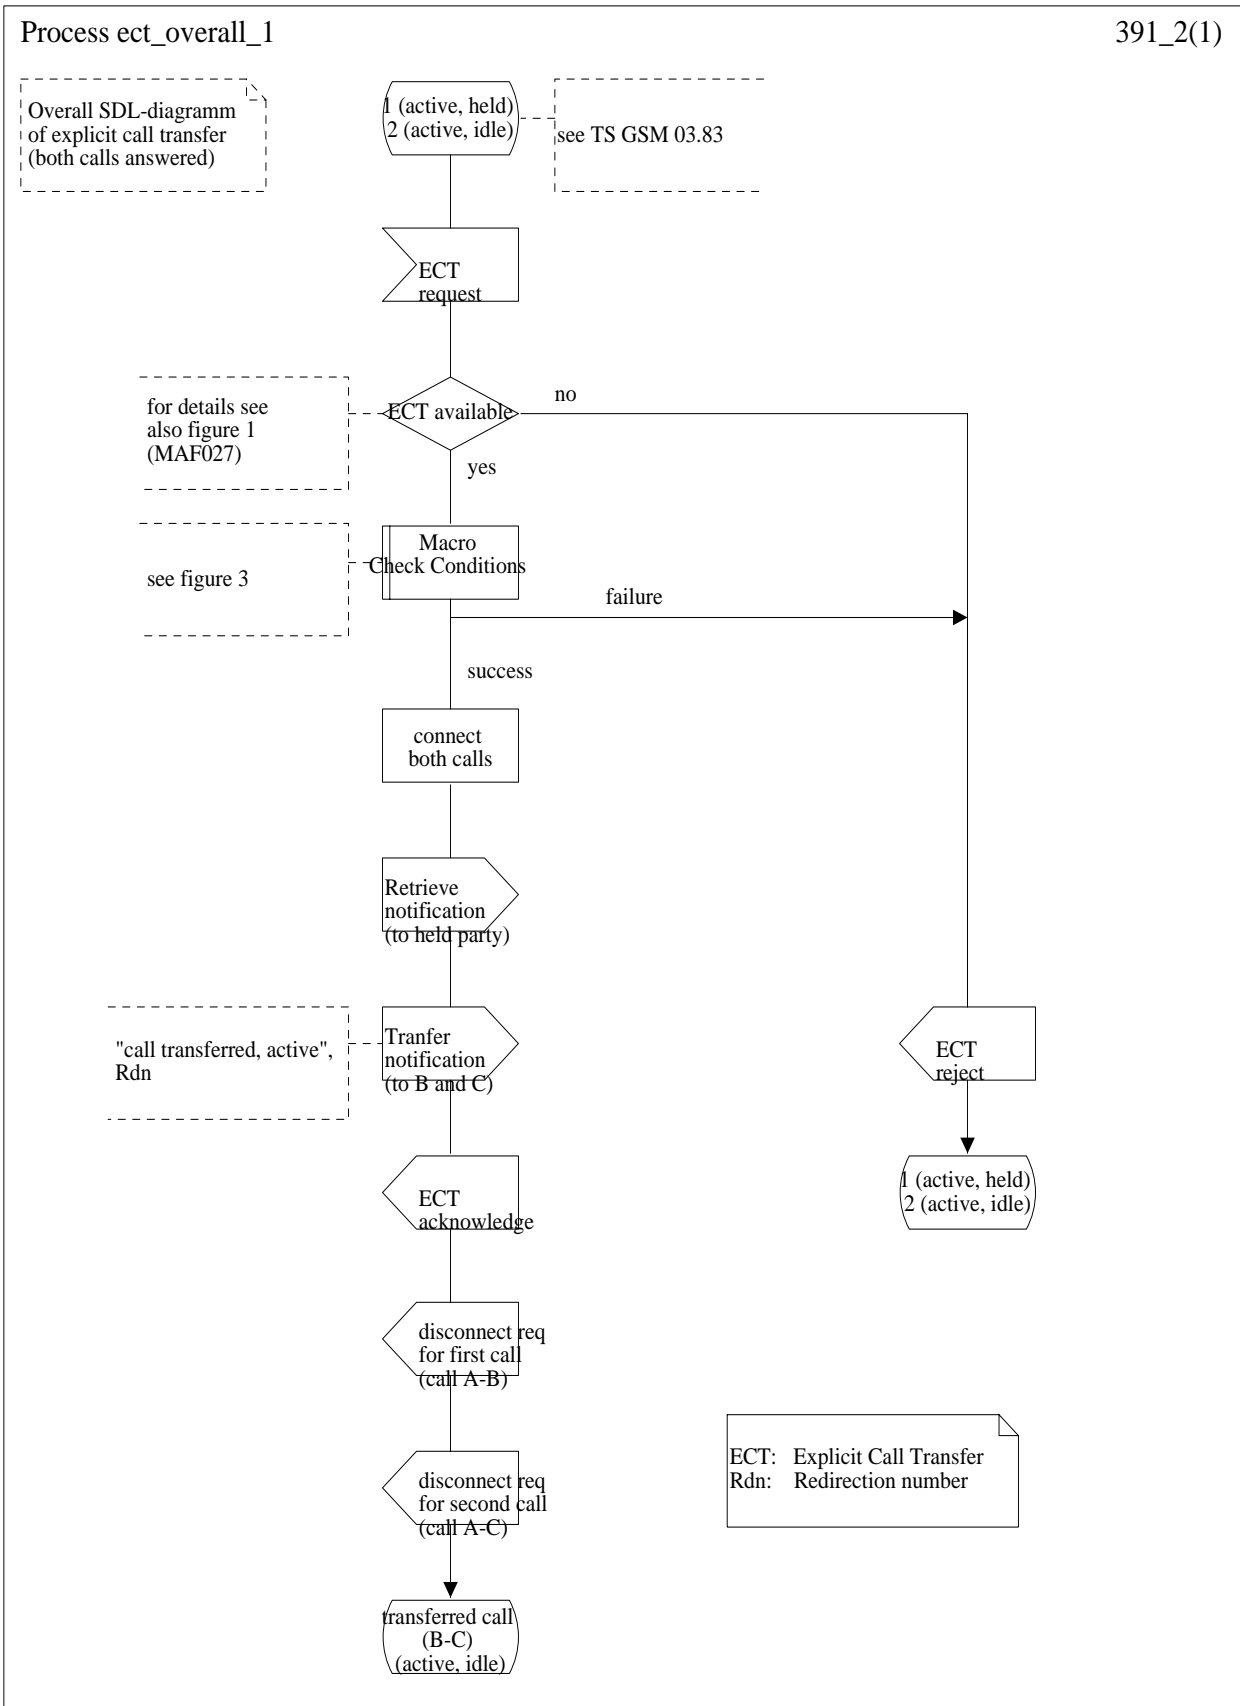 Process ect_overall_1
391_2(1)
Overall SDL-diagramm
of explicit call transfer
(both calls answered)
1 (active, held)
2 (active, idle)
see TS GSM 03.83
ECT
request
for details see
also figure 1
(MAF027)
ECT available
no
yes
see figure 3
Macro
Check Conditions
failure
success
connect
both calls
Retrieve
notification
(to held party)
"call transferred, active",
Rdn
Tranfer
notification
(to B and C)
ECT
reject
ECT
acknowledge
1 (active, held)
2 (active, idle)
disconnect req
for first call
(call A-B)
disconnect req
for second call
(call A-C)
ECT: Explicit Call Transfer
Rdn: Redirection number
transferred call
(B-C)
(active, idle)